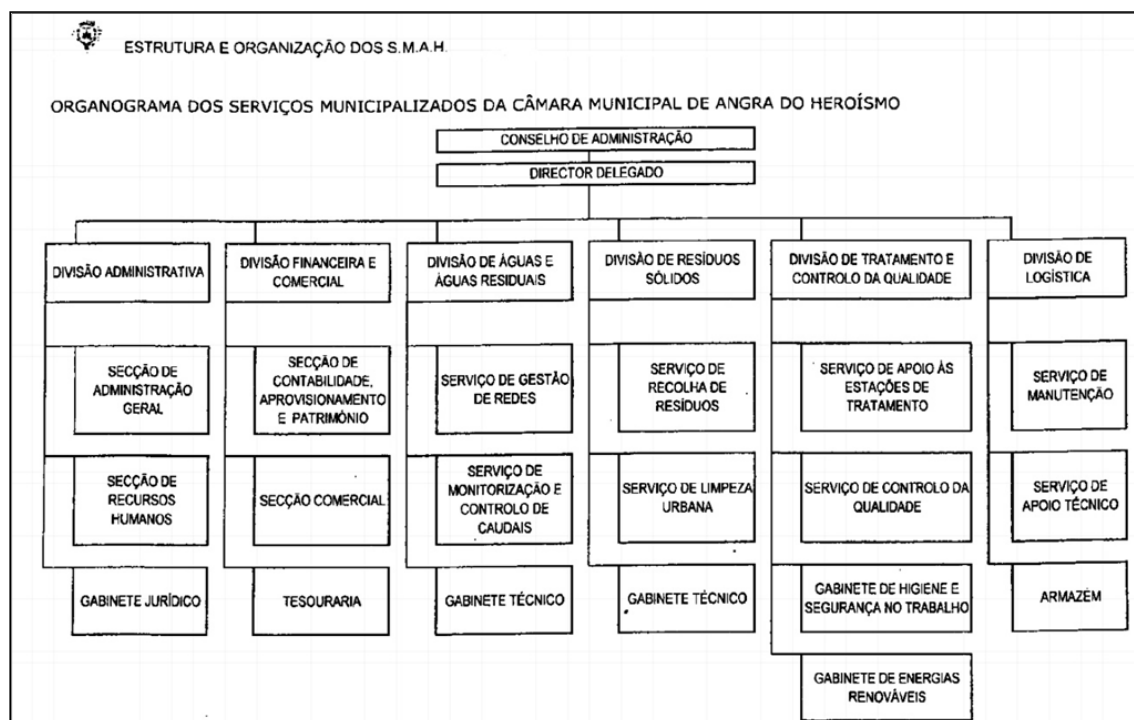 ESTRUTURA E ORGANIZAÇÃO DOS S.M.A.H.
ORGANOGRAMA DOS SERVIÇOS MUNICIPALIZADOS DA CÂMARA MUNICIPAL DE ANGRA DO HEROÍSMO
CONSELHO DE ADMINISTRAÇÃO
DIRECTOR DELEGADO
DIVISÃO ADMINISTRATIVA
DIVISÃO FINANCEIRA E
COMERCIAL
DIVISÃO DE ÁGUAS E
ÁGUAS RESIDUAIS
DIVISÃO DE RESÍDUOS
SÓLIDOS
DIVISÃO DE TRATAMENTO E
CONTROLO DA QUALIDADE
DIVISÃO DE
LOGÍSTICA
SECÇÃO DE
ADMINISTRAÇÃO
GERAL
SECÇÃO DE
CONTABILIDADE,
APROVISIONAMENTO
E PATRIMÓNIO
SERVIÇO DE GESTÃO
DE REDES
SERVIÇO DE
RECOLHA DE
RESÍDUOS
SERVIÇO DE APOIO ÀS
ESTAÇÕES DE
TRATAMENTO
SERVIÇO DE
MANUTENÇÃO
SECÇÃO DE
RECURSOS
HUMANOS
SECÇÃO COMERCIAL
SERVIÇO DE
MONITORIZAÇÃO E
CONTROLO DE
CAUDAIS
SERVIÇO DE LIMPEZA
URBANA
SERVIÇO DE CONTROLO DA
QUALIDADE
SERVIÇO DE
APOIO TÉCNICO
GABINETE JURÍDICO
TESOURARIA
GABINETE TÉCNICO
GABINETE TÉCNICO
GABINETE DE HIGIENE E
SEGURANÇA NO TRABALHO
ARMAZÉM
GABINETE DE ENERGIAS
RENOVÁVEIS